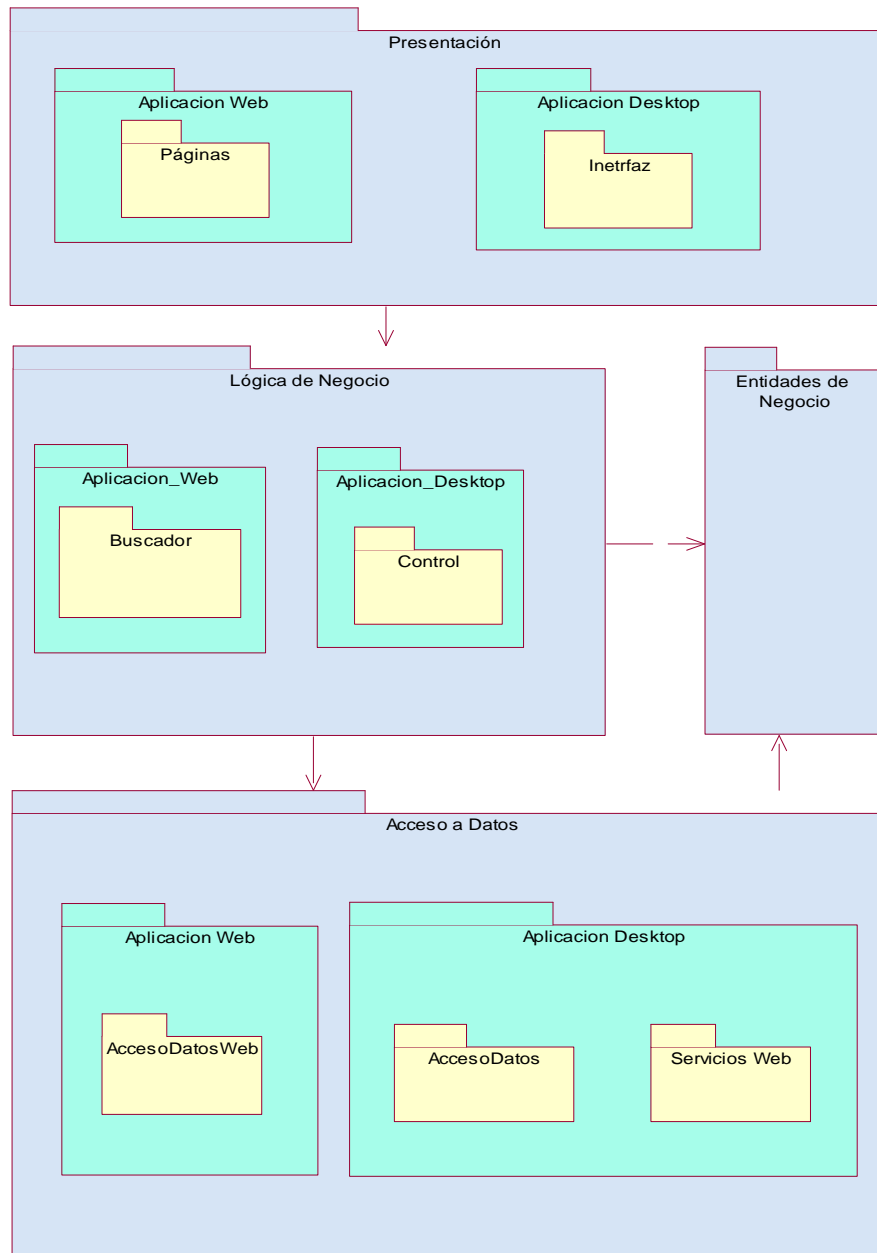 Presentación
Aplicacion Web
Aplicacion Desktop
Páginas
Inetrfaz
Lógica de Negocio
Entidades de
Negocio
Aplicacion_Web
Aplicacion_Desktop
Buscador
Control
Acceso a Datos
Aplicacion Web
Aplicacion Desktop
AccesoDatosWeb
AccesoDatos
Servicios Web